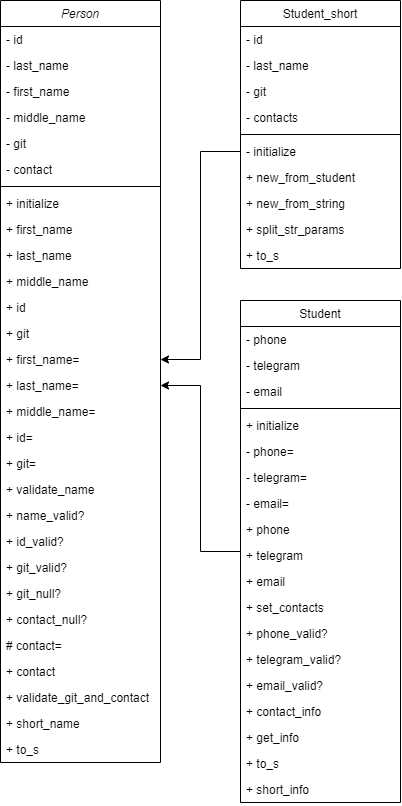 Person
- id
- last_name
- first_name
- middle_name
- git
- contact
+ initialize
+ first_name
+ last_name
+ middle_name
+ id
+ git
+ first_name=
+ last_name=
+ middle_name=
+ id=
+ git=
+ validate_name
+ name_valid?
+ id_valid?
+ git_valid?
+ git_null?
+ contact_null?
# contact=
+ contact
+ validate_git_and_contact
+ short_name
+ to_s
Student_short
- id
- last_name
- git
- contacts
- initialize
+ new_from_student
+ new_from_string
+ split_str_params
+ to_s
Student
- phone
- telegram
- email
+ initialize
- phone=
- telegram=
- email=
+ phone
+ telegram
+ email
+ set_contacts
+ phone_valid?
+ telegram_valid?
+ email_valid?
+ contact_info
+ get_info
+ to_s
+ short_info